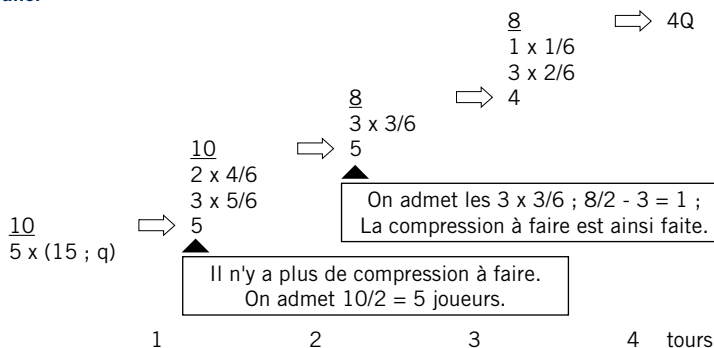 8
4Q
1 x 1/6
3 x 2/6
8
4
3 x 3/6
10
5
2 x 4/6
3 x 5/6
On admet les 3 x 3/6 ; 8/2 - 3 = 1 ;
La compression à faire est ainsi faite.
10
5
5 x (15 ; q)
Il n'y a plus de compression à faire.
On admet 10/2 = 5 joueurs.
1 2 3 4 tours